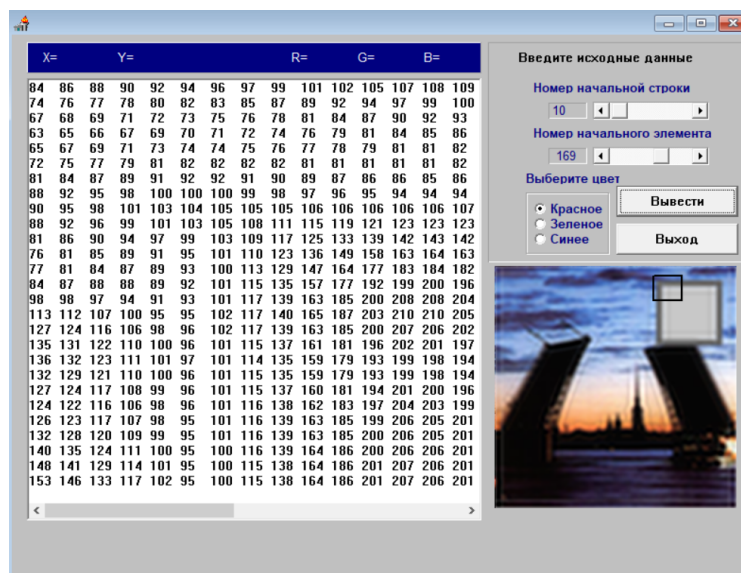 X= Y= R= G= B=
84 86 88 90 92 94 96 97 99 101 102 105 107 108 109
74 76 77 78 80 82 83 85 87 89 92 94 97 99 100
67 68 69 71 72 73 75 76 78 81 84 87 90 92 93
63 65 66 67 69 70 71 72 74 76 79 81 84 85 86
65 67 69 71 73 74 74 75 76 77 78 79 81 81 82
72 75 77 79 81 82 82 82 82 81 81 81 81 81 82
81 84 87 89 91 92 92 91 90 89 87 86 86 85 86
88 92 95 98 100 100 100 99 98 97 96 95 94 94 94
90 95 98 101 103 104 105 105 105 106 106 106 106 106 107
88 92 96 99 101 103 105 108 111 115 119 121 123 123 123
81 86 90 94 97 99 103 109 117 125 133 139 142 143 142
76 81 85 89 91 95 101 110 123 136 149 158 163 164 163
77 81 84 87 89 93 100 113 129 147 164 177 183 184 182
84 87 88 88 89 92 101 115 135 157 177 192 199 200 196
98 98 97 94 91 93 101 117 139 163 185 200 208 208 204
113 112 107 100 95 95 102 117 140 165 187 203 210 210 205
127 124 116 106 98 96 102 117 139 163 185 200 207 206 202
135 131 122 110 100 96 101 115 137 161 181 196 202 201 197
136 132 123 111 101 97 101 114 135 159 179 193 199 198 194
132 129 121 110 100 96 101 115 135 159 179 193 199 198 194
127 124 117 108 99 96 101 115 137 160 181 194 201 200 196
124 122 116 106 98 96 101 116 138 162 183 197 204 203 199
126 123 117 107 98 95 101 116 139 163 185 199 206 205 201
132 128 120 109 99 95 101 116 139 163 185 200 206 205 201
140 135 124 111 100 95 100 116 139 164 186 200 206 205 201
148 141 129 114 101 95 100 115 138 164 186 201 207 206 201
153 146 133 117 102 95 100 115 138 164 186 201 207 206 201
Введите исходные данные
Номер начальной строки
10
Номер начального элемента
169
Выберите цвет
Красное
Зеленое
Синее
Вывести
Выход